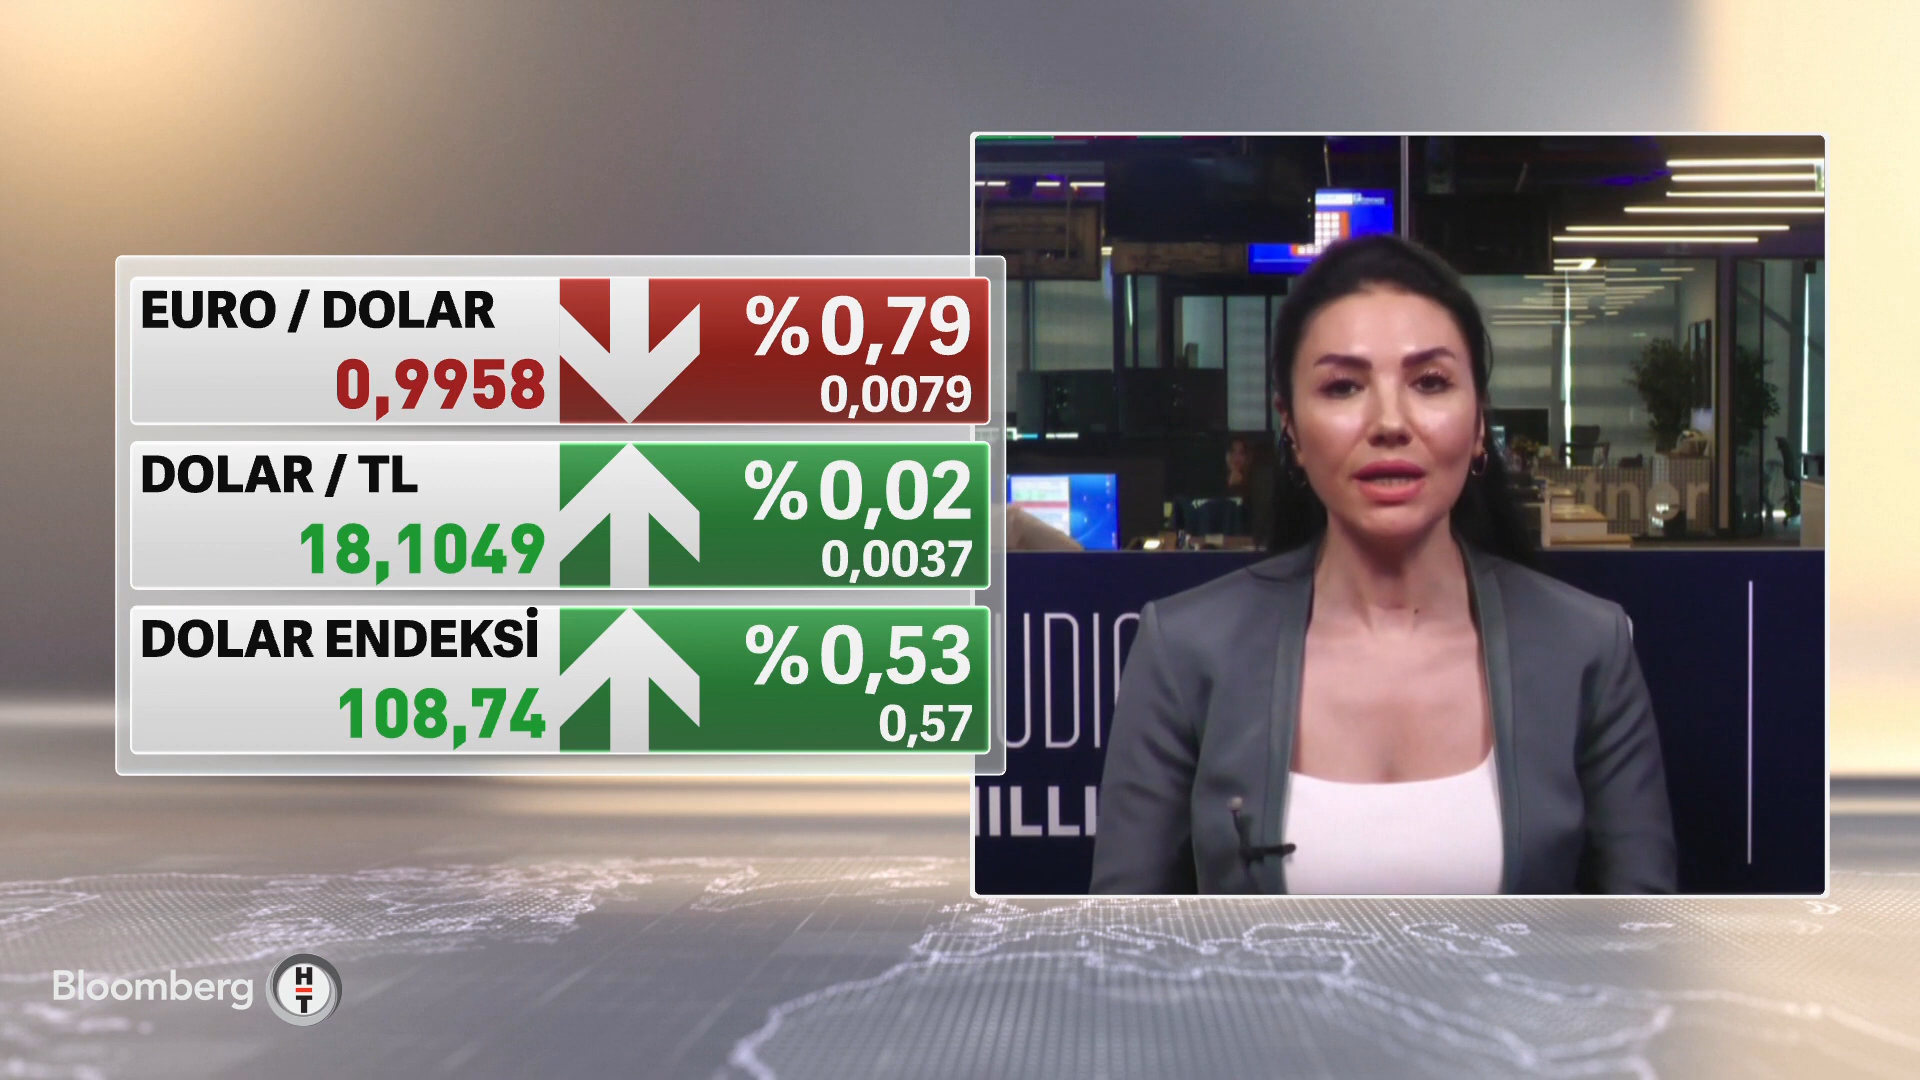 EURO / DOLAR
0,9958
%0,79
0,0079
DOLAR / TL
18,1049
%0,02
0,0037
DOLAR ENDEKSİ
108,74
%0,53
0,57
Bloomberg HT